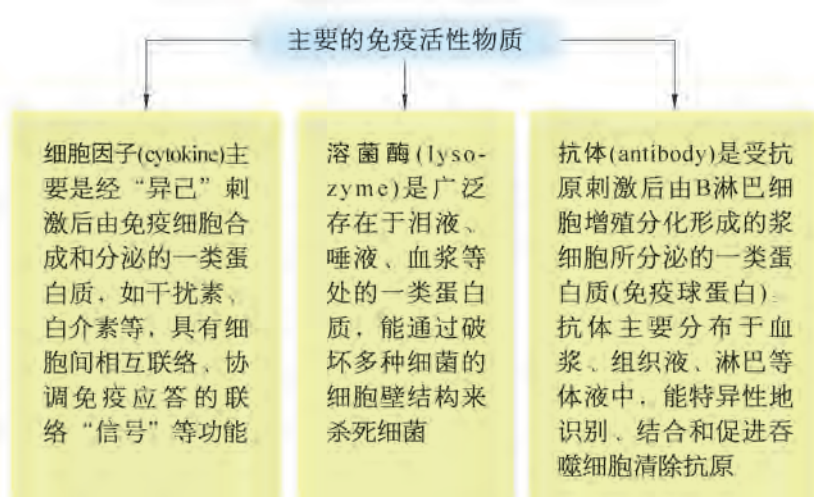 主要的免疫活性物质
细胞因子(cytokine)主
要是经“异己”刺
激后由免疫细胞合
成和分泌的一类蛋
白质，如干扰素、
白介素等，具有细
胞间相互联络、协
调免疫应答的联
络“信号”等功能
溶菌酶(lyso-
zyme)是广泛
存在于泪液、
唾液、血浆等
处的一类蛋白
质，能通过破
坏多种细菌的
细胞壁结构来
杀死细菌
抗体(antibody)是受抗
原刺激后由B淋巴细
胞增殖分化形成的浆
细胞所分泌的一类蛋
白质(免疫球蛋白)。
抗体主要分布于血
浆、组织液、淋巴等
体液中，能特异性地
识别、结合和促进吞
噬细胞清除抗原